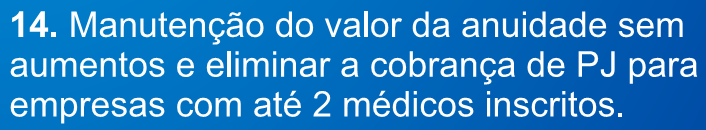 14. Manutenção do valor da anuidade sem
aumentos e eliminar a cobrança de PJ para
empresas com até 2 médicos inscritos.